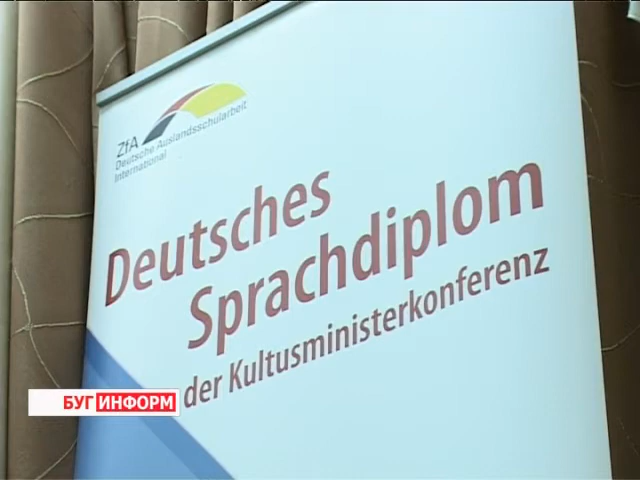 ZfA
Deutsche Auslandsschularbeit
International
Deutsches
Sprachdiplom
der Kultusministerkonferenz
БУГИНФОРМ